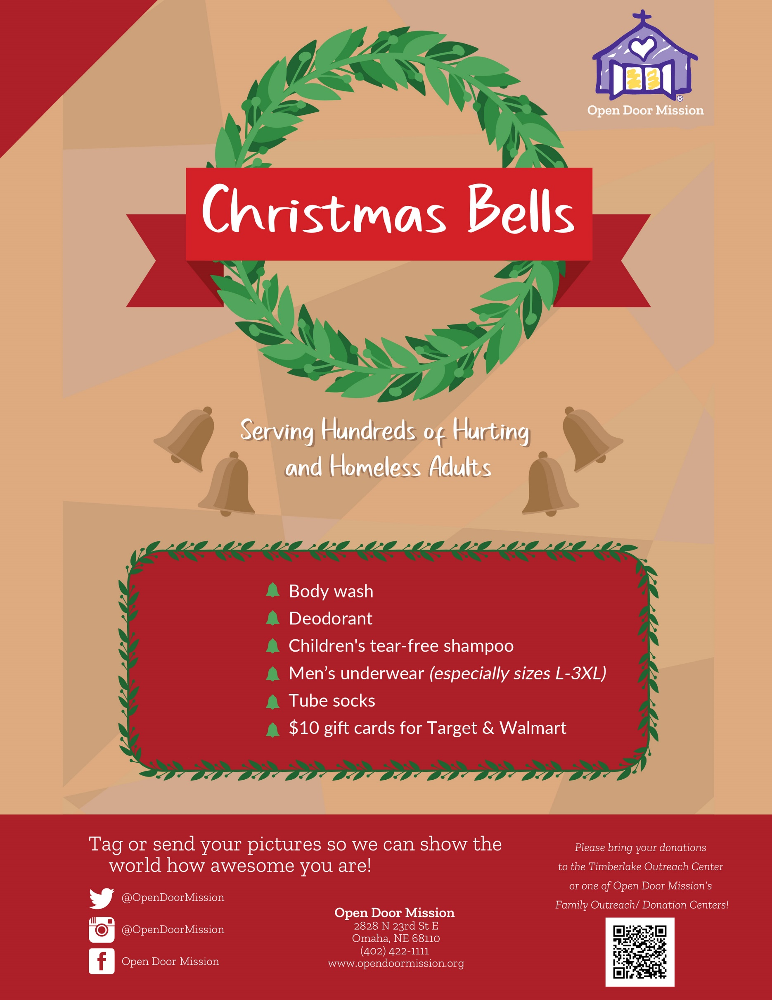 Open Door Mission
Christmas Bells
Serving Hundreds of Hurting
and Homeless Adults
Body wash
Deodorant
Children's tear-free shampoo
Men’s underwear (especially sizes L-3XL)
Tube socks
$10 gift cards for Target & Walmart
Tag or send your pictures so we can show the
world how awesome you are!
@OpenDoorMission
@OpenDoorMission
Open Door Mission
Open Door Mission
2828 N 23rd St E
Omaha, NE 68110
(402) 422-1111
www.opendoormission.org
Please bring your donations
to the Timberlake Outreach Center
or one of Open Door Mission’s
Family Outreach/ Donation Centers!